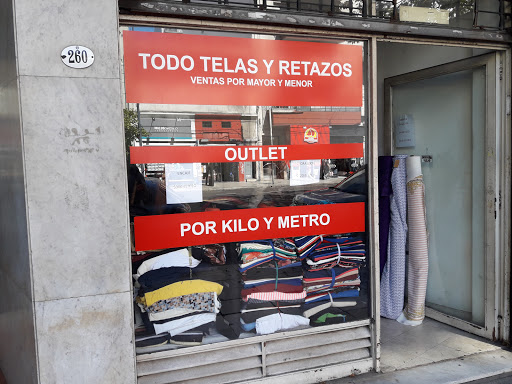 260
TODO TELAS Y RETAZOS
VENTAS POR MAYOR Y MENOR
OUTLET
POR KILO Y METRO